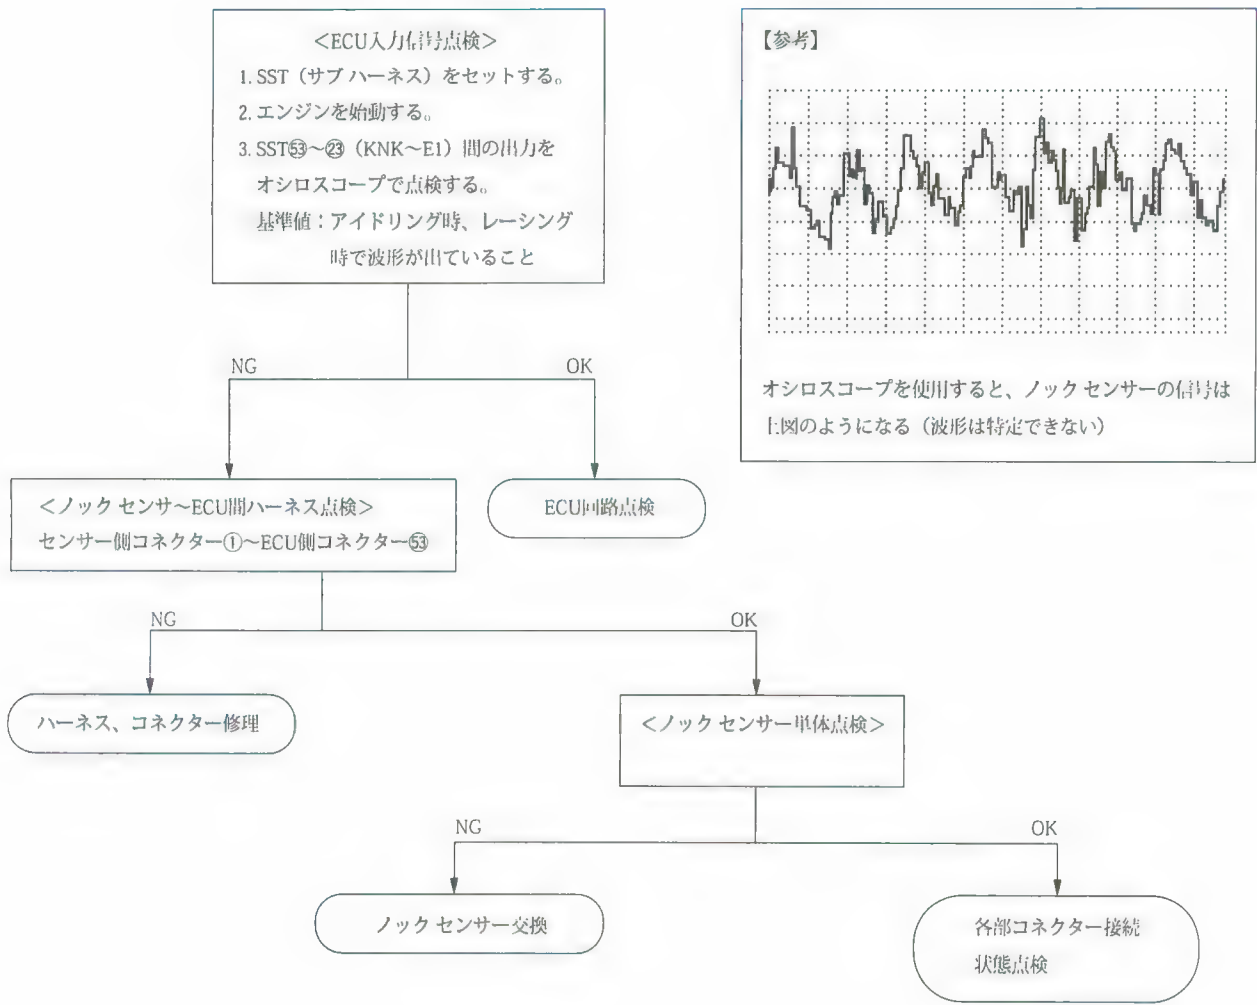 <ECU入力信号点検>
1. SST（サブ ハーネス）をセットする。
2. エンジンを始動する。
3. SST㊾〜㉓（KNK〜E1）間の出力を
オシロスコープで点検する。
基準値：アイドリング時、レーシング
時で波形が出ていること
【参考】
オシロスコープを使用すると、ノック センサーの信号は
上図のようになる（波形は特定できない）
NG
OK
<ノック センサ〜ECU間ハーネス点検>
センサー側コネクター①〜ECU側コネクター㊾
ECU回路点検
NG
OK
ハーネス、コネクター修理
<ノック センサー単体点検>
NG
OK
ノック センサー交換
各部コネクター接続
状態点検